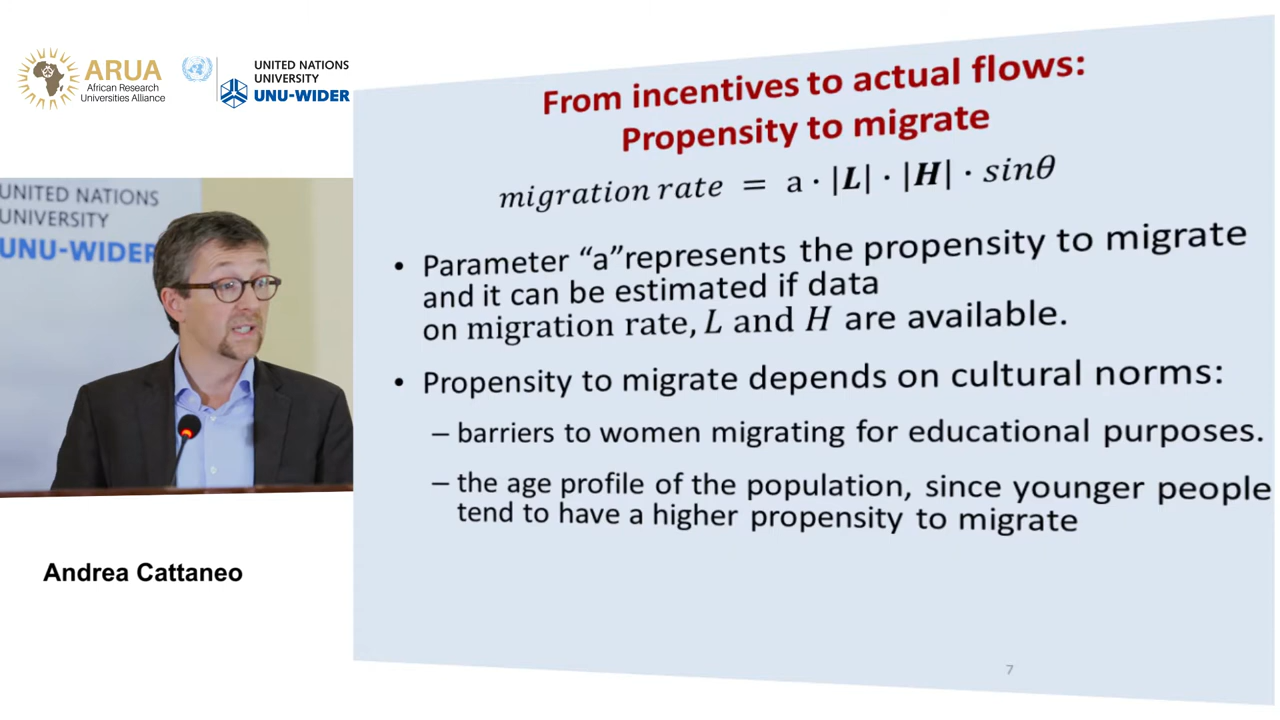 ARUA
African Research
Universities Alliance
UNITED NATIONS
UNIVERSITY
UNU-WIDER
UNITED NATIONS
UNIVERSITY
UNU-WIDER
Andrea Cattaneo
From incentives to actual flows:
Propensity to migrate
migration rate = a · |L| · |H| · sinθ
• Parameter “a”represents the propensity to migrate
and it can be estimated if data
on migration rate, L and H are available.
• Propensity to migrate depends on cultural norms:
– barriers to women migrating for educational purposes.
– the age profile of the population, since younger people
tend to have a higher propensity to migrate
7